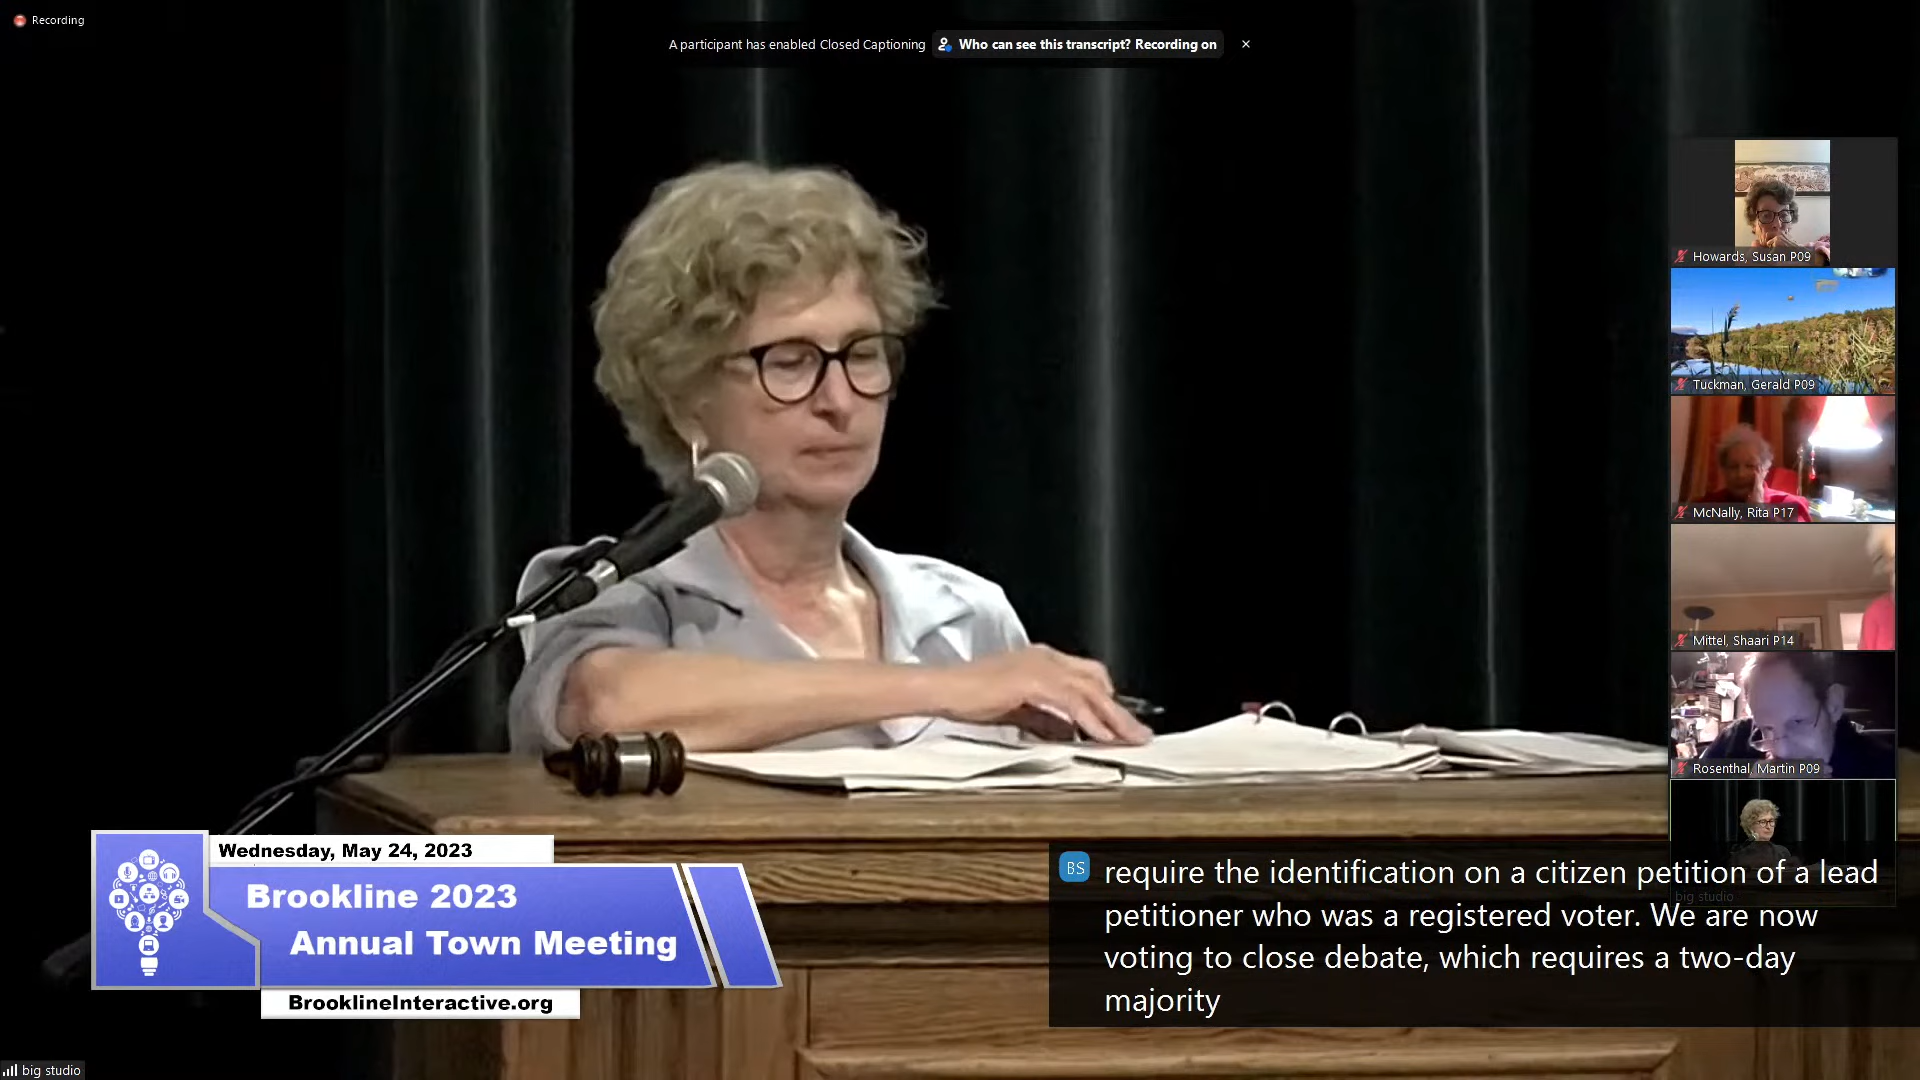 Recording
A participant has enabled Closed Captioning
Who can see this transcript? Recording on
Howards, Susan P09
Tuckman, Gerald P09
McNally, Rita P17
Mittel, Shaari P14
Rosenthal, Martin P09
big studio
BS
require the identification on a citizen petition of a lead
petitioner who was a registered voter. We are now
voting to close debate, which requires a two-day
majority
Wednesday, May 24, 2023
Brookline 2023
Annual Town Meeting
BrooklineInteractive.org
big studio